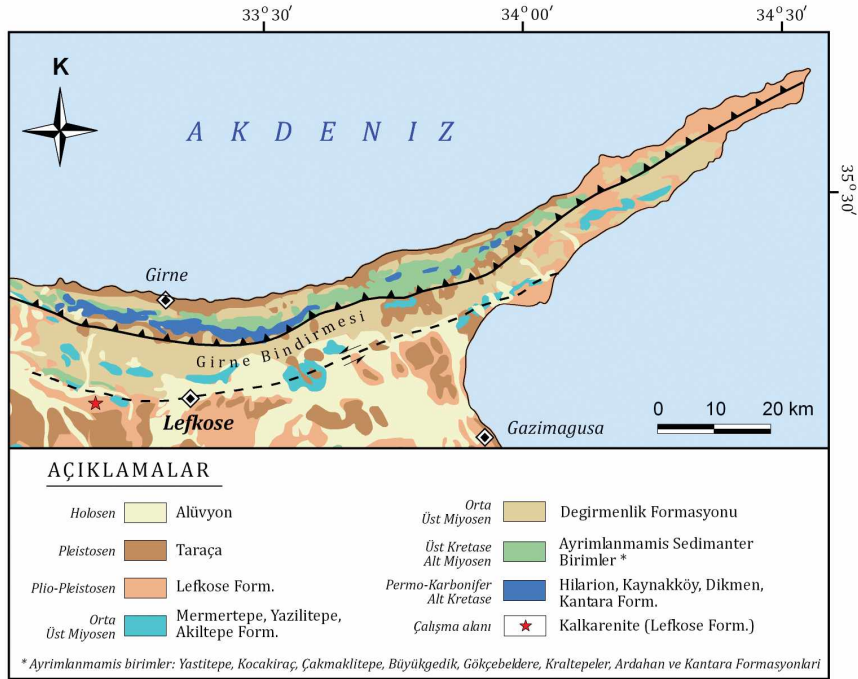 33°30'
34°00'
34°30'
K
AKDENIZ
35°30'
Girne
Girne Bindirmesi
Lefkose
Gazimagusa
0 10 20 km
AÇIKLAMALAR
Holosen Alüvyon
Pleistosen Taraça
Plio-Pleistosen Lefkose Form.
Orta
Üst Miyosen
Mermertepe, Yazilitepe,
Akiltepe Form.
Orta
Üst Miyosen
Degirmenlik Formasyonu
Üst Kretase
Alt Miyosen
Ayrimlanmamis Sedimanter
Birimler *
Permo-Karbonifer
Alt Kretase
Hilarion, Kaynakköy, Dikmen,
Kantara Form.
Çalışma alanı Kalkarenite (Lefkose Form.)
* Ayrimlanmamis birimler: Yastitepe, Kocakiraç, Çakmaklitepe, Büyükgedik, Gökçebeldere, Kraltepeler, Ardahan ve Kantara Formasyonlari